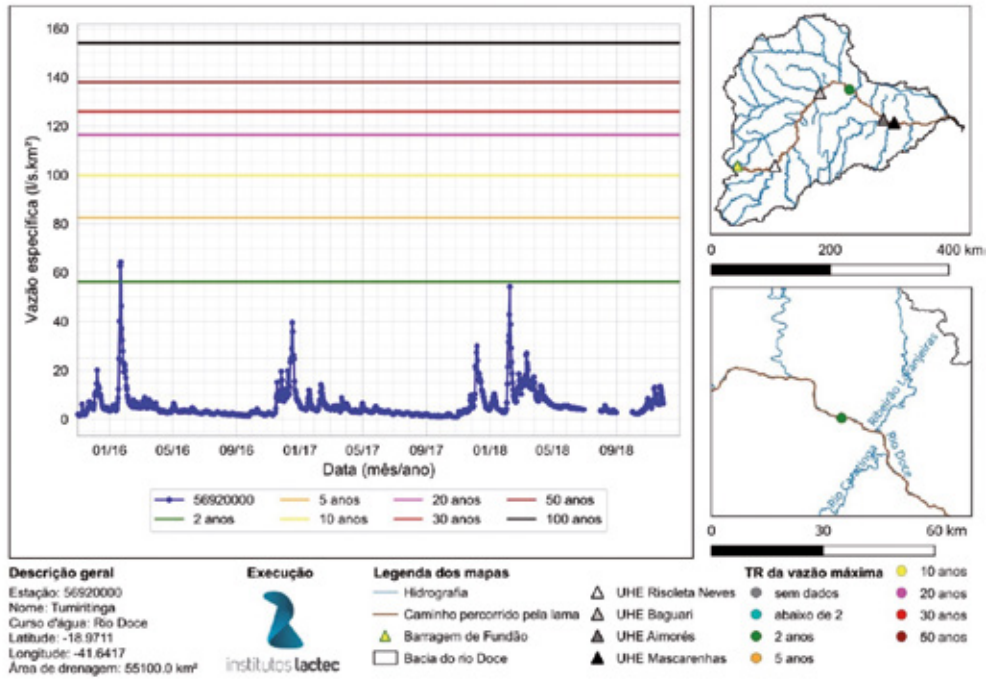 160
140
120
100
80
60
40
20
0
Vazão específica (l/s.km²)
01/16 05/16 09/16 01/17 05/17 09/17 01/18 05/18 09/18
Data (mês/ano)
56920000 5 anos 20 anos 50 anos
2 anos 10 anos 30 anos 100 anos
0 200 400 km
Ribeirão Laranjeiras
Rio Doce
Rio Caratinga
0 30 60 km
Descrição geral
Estação: 56920000
Nome: Tumiritinga
Curso d'água: Rio Doce
Latitude: -18.9711
Longitude: -41.6417
Área de drenagem: 55100.0 km²
Execução
institutos lactec
Legenda dos mapas
Hidrografia
Caminho percorrido pela lama
Barragem de Fundão
Bacia do rio Doce
UHE Risoleta Neves
UHE Baguari
UHE Aimorés
UHE Mascarenhas
TR da vazão máxima
sem dados
abaixo de 2
2 anos
5 anos
10 anos
20 anos
30 anos
50 anos